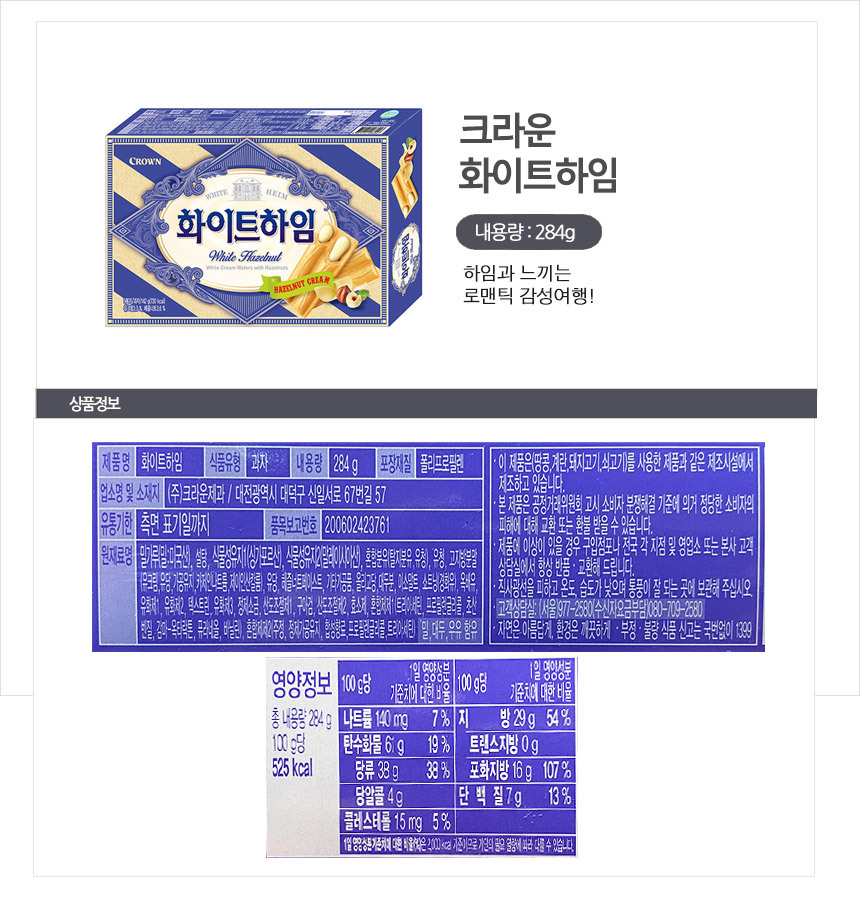 크라운
화이트하임
내용량 : 284g
하임과 느끼는
로맨틱 감성여행!
CROWN
WHITE HEIM
화이트하임
White Hazelnut
White Cream Wafers with Hazelnuts
HAZELNUT CREAM
화이트하임
상품정보
제품명 화이트하임 식품유형 과자 내용량 284 g 포장재질 폴리프로필렌
업소명 및 소재지 (주)크라운제과 / 대전광역시 대덕구 신일서로 67번길 57
유통기한 측면 표기일까지 품목보고번호 200602423761
원재료명 밀가루(밀:미국산), 설탕, 식물성유지1(싱가포르산), 식물성유지2(말레이시아산), 혼합분유(탈지분유, 유청), 유청, 고지방분말
유당, 헤즐넛페이스트, 가공소금
밀, 대두, 우유 함유
· 이 제품은(땅콩,계란,돼지고기,쇠고기)를 사용한 제품과 같은 제조시설에서
제조하고 있습니다.
· 본 제품은 공정거래위원회 고시 소비자 분쟁해결 기준에 의거 정당한 소비자의
피해에 대해 교환 또는 환불 받을 수 있습니다.
· 제품에 이상이 있을 경우 구입점포나 전국 각 지점 및 영업소 또는 본사 고객
상담실에서 항상 반품 · 교환해 드립니다.
· 직사광선을 피하고 온도, 습도가 낮으며 통풍이 잘 되는 곳에 보관해 주십시오.
고객상담실: (서울)977-2580(수신자요금부담)080-709-2580
· 자연은 아름답게, 환경은 깨끗하게 · 부정 · 불량 식품 신고는 국번없이 1399
영양정보
총 내용량 284 g
100 g당
525 kcal
100 g당 1일 영양성분 기준치에 대한 비율 100 g당 1일 영양성분 기준치에 대한 비율
나트륨 140 mg 7 % 지 방 29 g 54 %
탄수화물 19 % 트랜스지방 0 g
당류 38 g 38 % 포화지방 16 g 107 %
당알콜 4 g 단 백 질 7 g 13 %
콜레스테롤 15 mg 5 %
1일 영양성분기준치에 대한 비율(%)은 2,000 kcal 기준이므로 개인의 필요 열량에 따라 다를 수 있습니다.